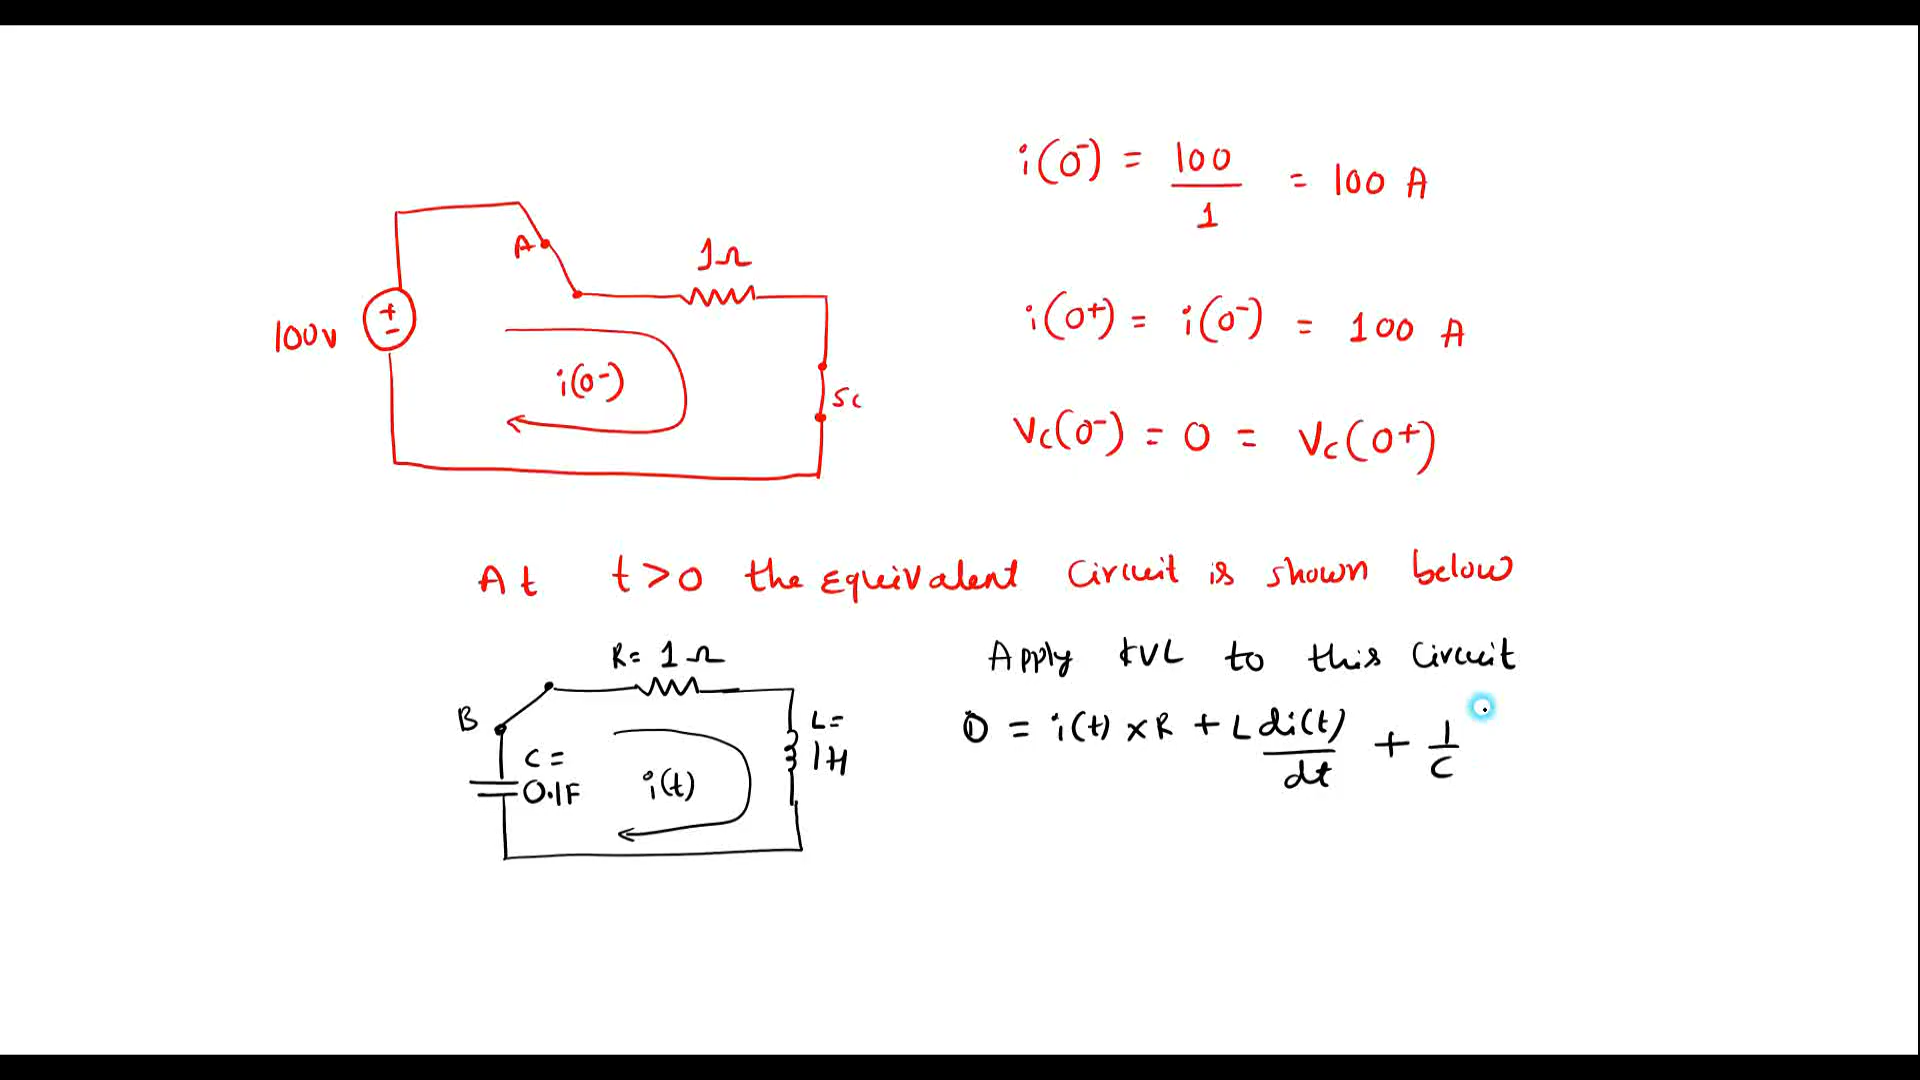 i(0⁻) = 100/1 = 100 A
A
1Ω
100V
+
-
i(0-)
SC
i(0+) = i(0⁻) = 100 A
Vc(0⁻) = 0 = Vc(0+)
At t>0 the Equivalent Circuit is shown below
R= 1Ω
B
C=
0.1F
i(t)
L=
1H
Apply KVL to this Circuit
0 = i(t) × R + L di(t)/dt + 1/C